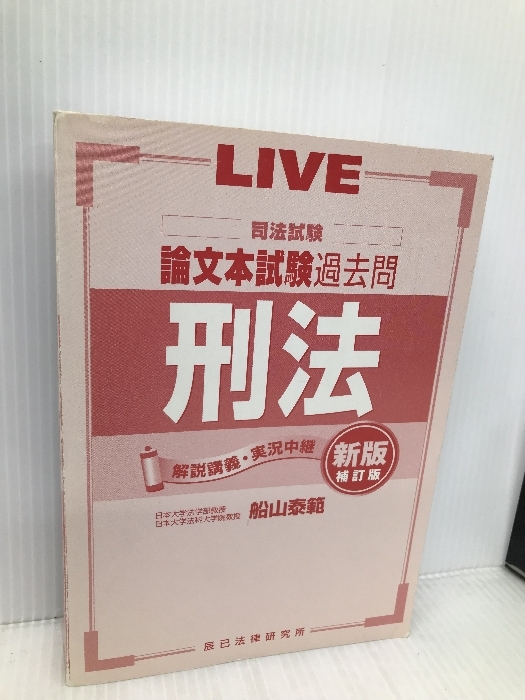 LIVE
司法試験
論文本試験過去問
刑法
解説講義・実況中継
新版
補訂版
日本大学法学部教授
日本大学法科大学院教授
船山泰範
辰已法律研究所